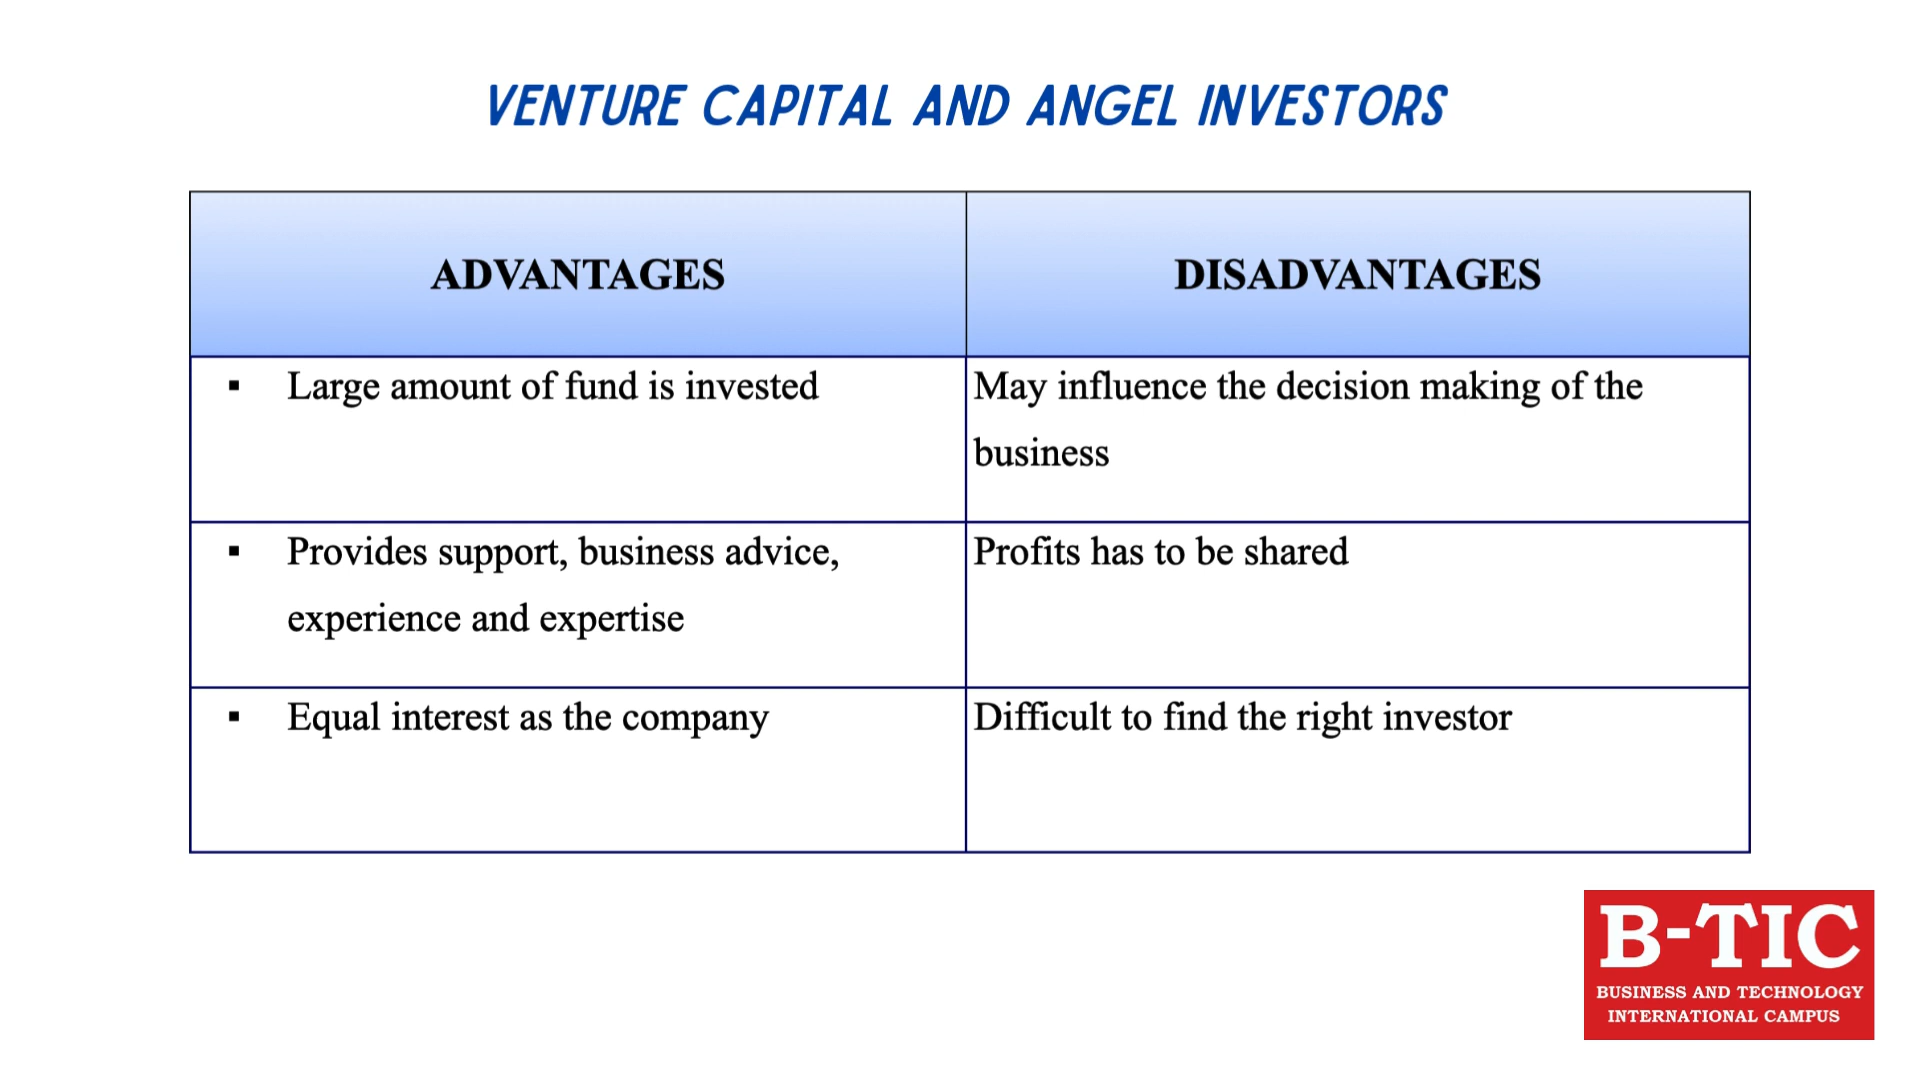 VENTURE CAPITAL AND ANGEL INVESTORS
ADVANTAGES
DISADVANTAGES
▪ Large amount of fund is invested
May influence the decision making of the
business
▪ Provides support, business advice,
experience and expertise
Profits has to be shared
▪ Equal interest as the company
Difficult to find the right investor
B-TIC
BUSINESS AND TECHNOLOGY
INTERNATIONAL CAMPUS